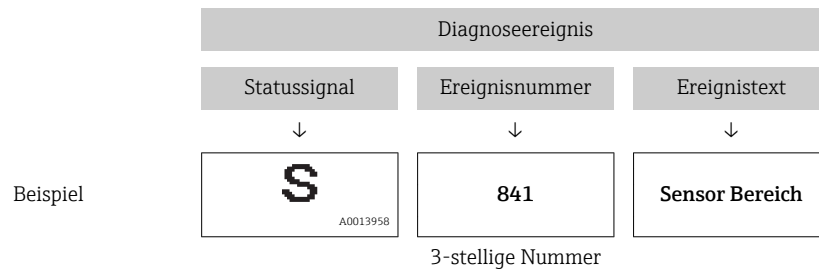 Diagnoseereignis
Statussignal Ereignisnummer Ereignistext
↓ ↓ ↓
Beispiel S 841 Sensor Bereich
A0013958
3-stellige Nummer